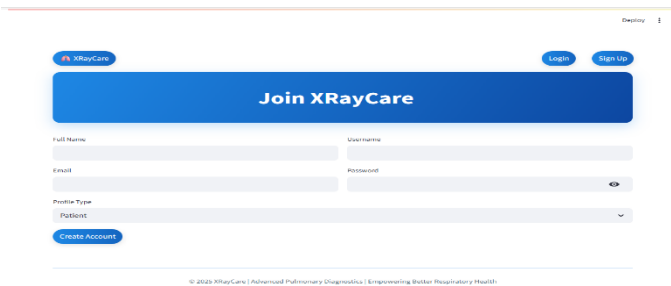 Deploy
XRayCare Login Sign Up
Join XRayCare
Full Name Username
Email Password
Profile Type
Patient
Create Account
© 2025 XRayCare | Advanced Pulmonary Diagnostics | Empowering Better Respiratory Health